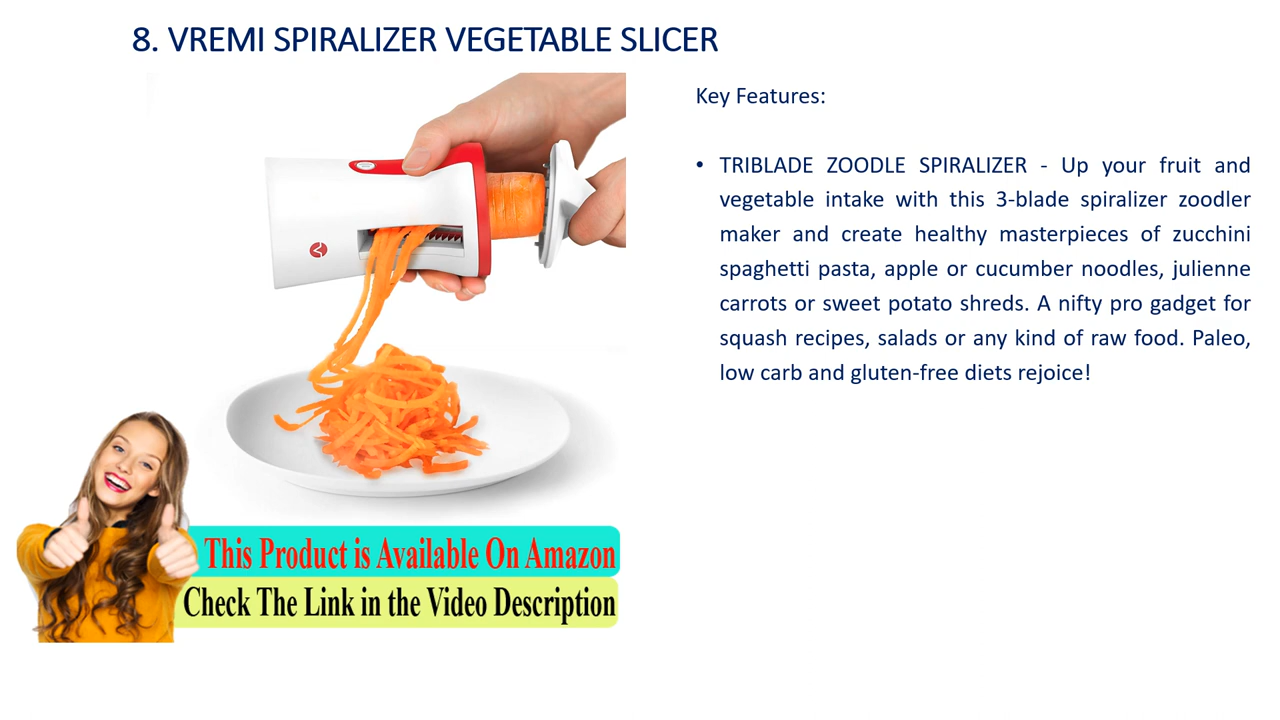 8. VREMI SPIRALIZER VEGETABLE SLICER
Key Features:
• TRIBLADE ZOODLE SPIRALIZER - Up your fruit and
vegetable intake with this 3-blade spiralizer zoodler
maker and create healthy masterpieces of zucchini
spaghetti pasta, apple or cucumber noodles, julienne
carrots or sweet potato shreds. A nifty pro gadget for
squash recipes, salads or any kind of raw food. Paleo,
low carb and gluten-free diets rejoice!
This Product is Available On Amazon
Check The Link in the Video Description